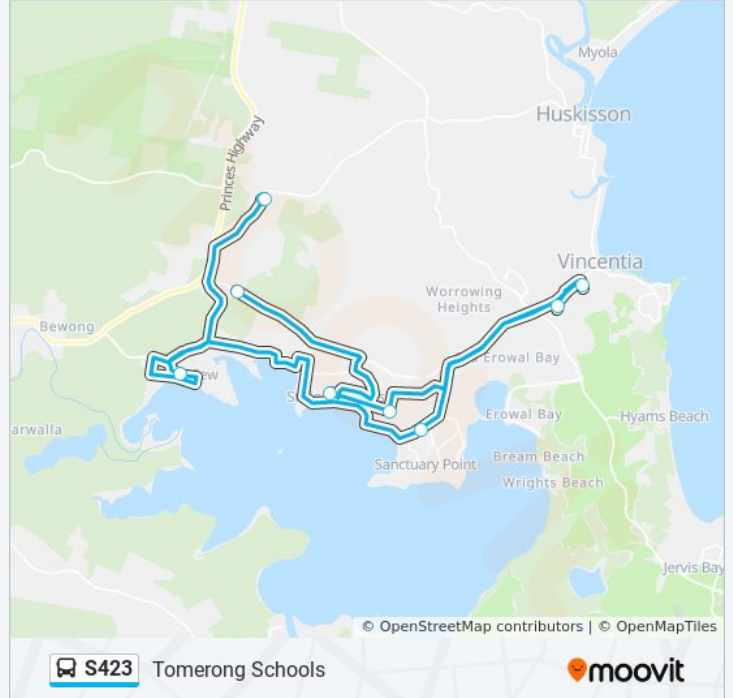 Myola
Huskisson
Princes Highway
Vincentia
Worrowing
Heights
Bewong
Erowal Bay
Erowal Bay
Hyams Beach
arwalla
Bream Beach
Sanctuary Point
Wrights Beach
Jervis Bay
© OpenStreetMap contributors | © OpenMapTiles
S423 Tomerong Schools moovit